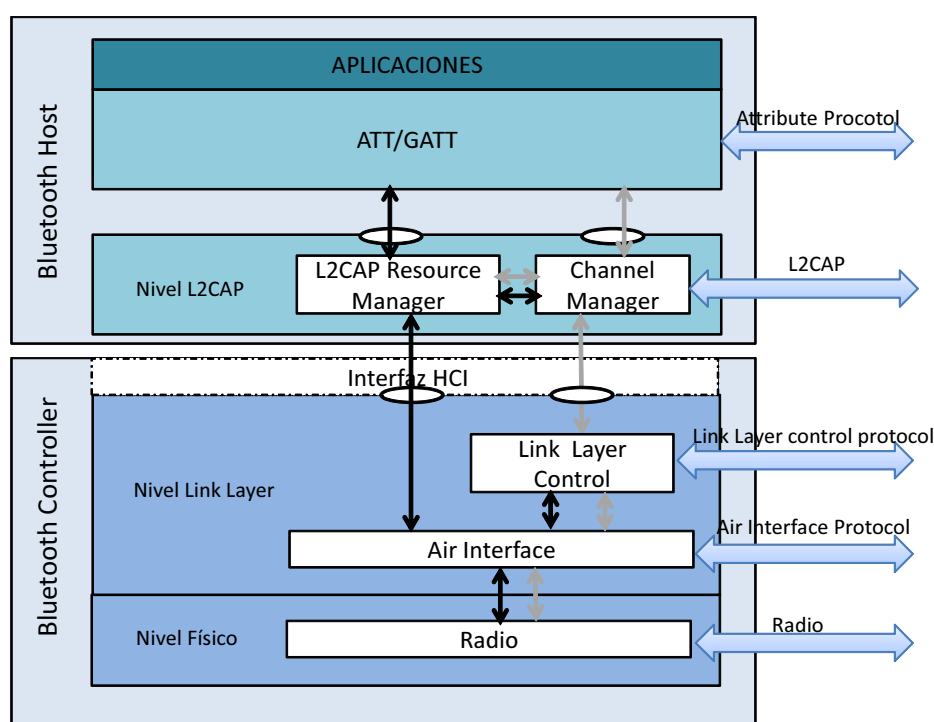 APLICACIONES
ATT/GATT
Attribute Procotol
Bluetooth Host
Nivel L2CAP
L2CAP Resource
Manager
Channel
Manager
L2CAP
Interfaz HCI
Bluetooth Controller
Nivel Link Layer
Link Layer
Control
Link Layer control protocol
Air Interface
Air Interface Protocol
Nivel Físico
Radio
Radio